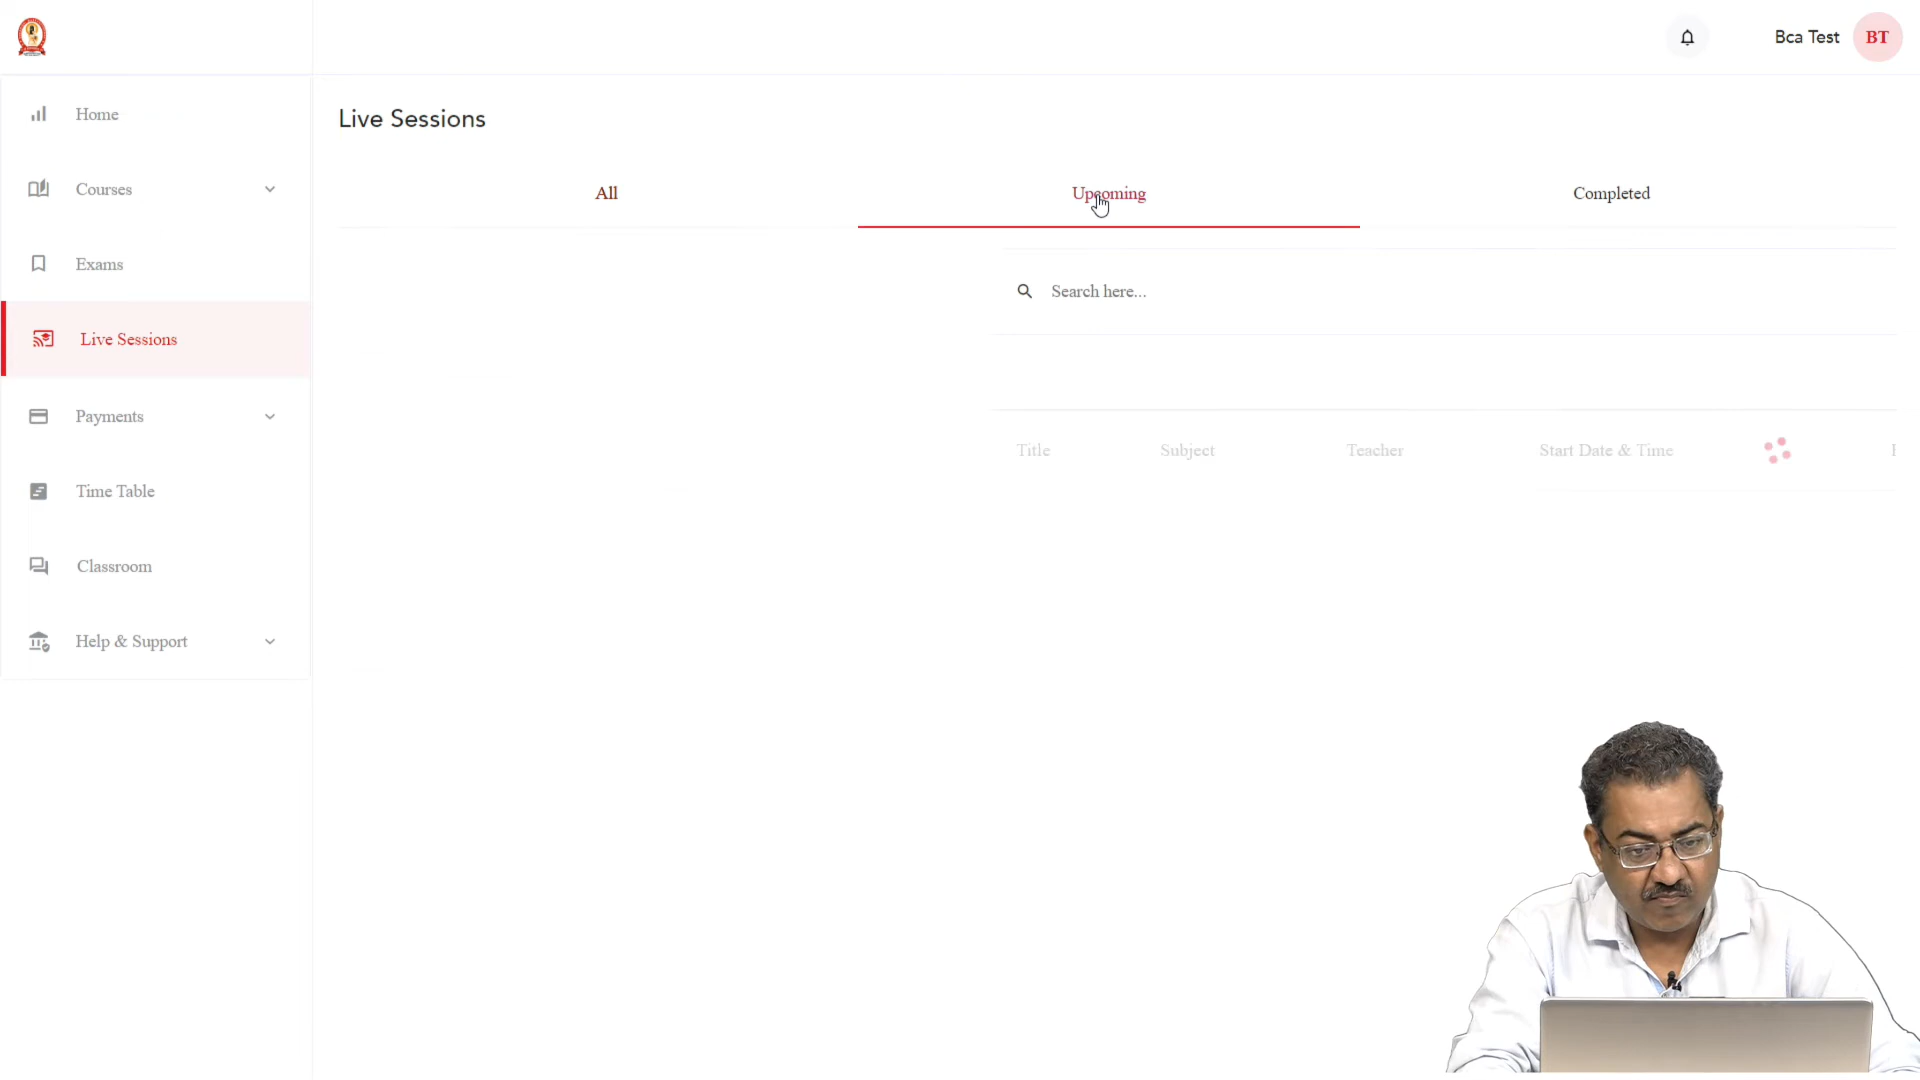 Bca Test
BT
Home
Courses
Exams
Live Sessions
Payments
Time Table
Classroom
Help & Support
Live Sessions
All
Upcoming
Completed
Search here...
Title
Subject
Teacher
Start Date & Time